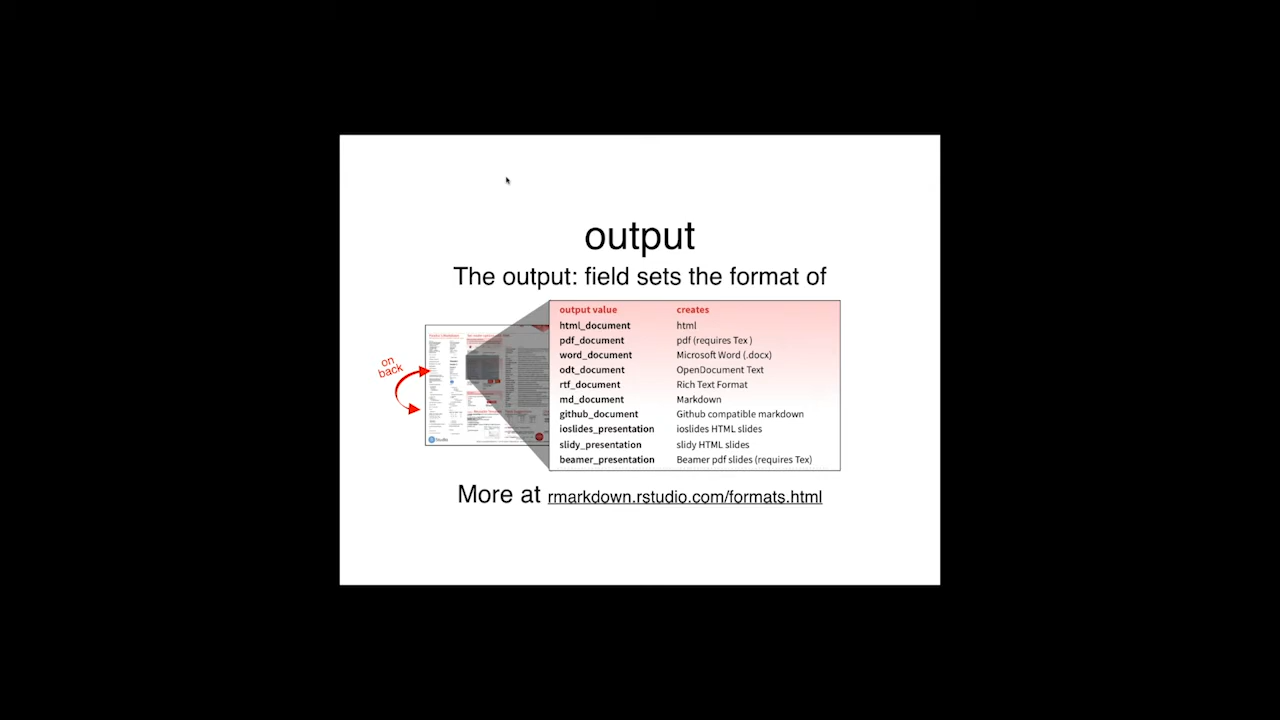 output
The output: field sets the format of
on
back
output value creates
html_document html
pdf_document pdf (requires Tex )
word_document Microsoft Word (.docx)
odt_document OpenDocument Text
rtf_document Rich Text Format
md_document Markdown
github_document Github compatible markdown
ioslides_presentation ioslides HTML slides
slidy_presentation slidy HTML slides
beamer_presentation Beamer pdf slides (requires Tex)
Studio
More at rmarkdown.rstudio.com/formats.html